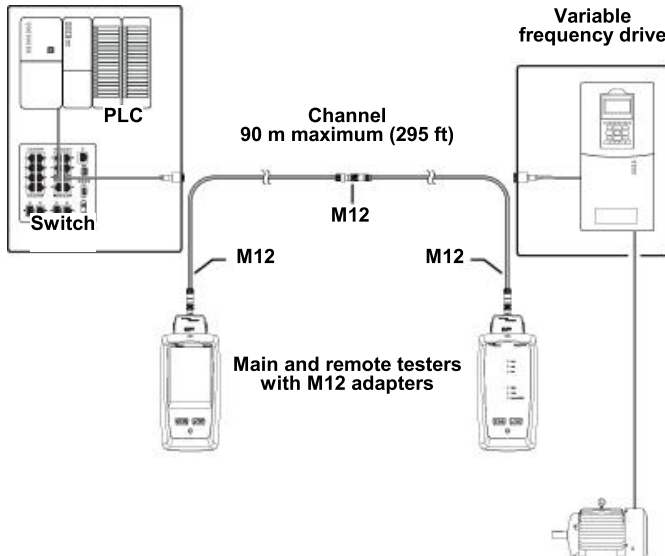 Variable
frequency drive
PLC
Channel
90 m maximum (295 ft)
Switch
M12
M12
M12
Main and remote testers
with M12 adapters